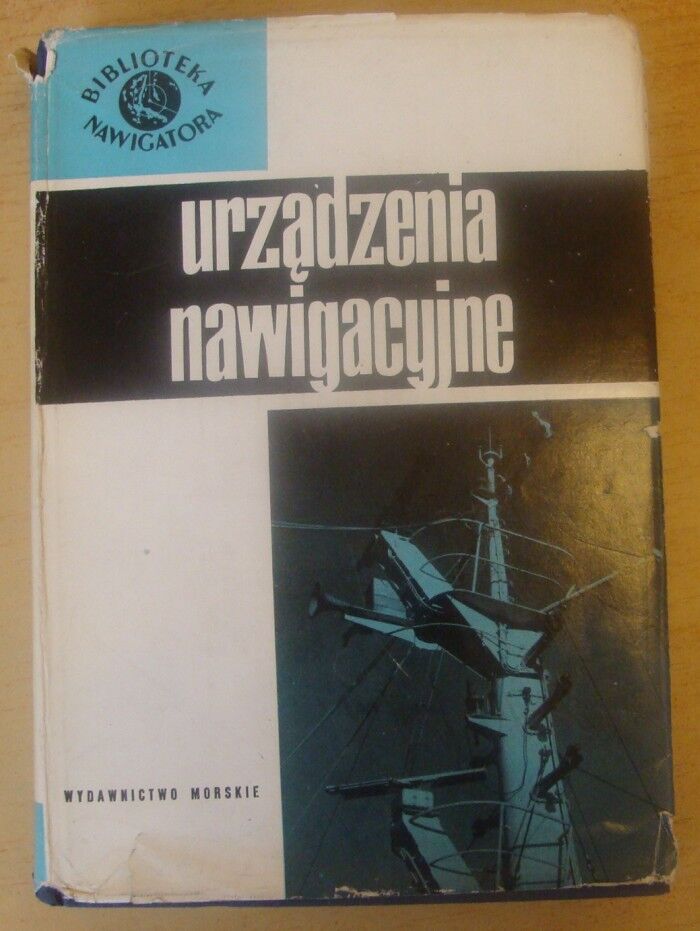 BIBLIOTEKA
NAWIGATORA
urządzenia
nawigacyjne
WYDAWNICTWO MORSKIE